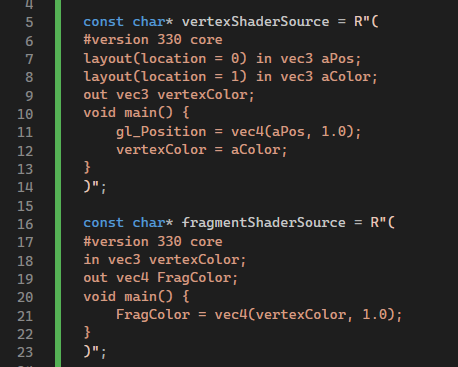 5 const char* vertexShaderSource = R"(
6 #version 330 core
7 layout(location = 0) in vec3 aPos;
8 layout(location = 1) in vec3 aColor;
9 out vec3 vertexColor;
10 void main() {
11     gl_Position = vec4(aPos, 1.0);
12     vertexColor = aColor;
13 }
14 )";
15
16 const char* fragmentShaderSource = R"(
17 #version 330 core
18 in vec3 vertexColor;
19 out vec4 FragColor;
20 void main() {
21     FragColor = vec4(vertexColor, 1.0);
22 }
23 )";